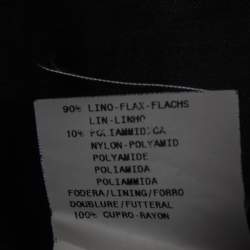 90% LINO-FLAX-FLACHS
LIN-LINHO
10% POLIAMMIDICA
NYLON-POLYAMID
POLYAMIDE
POLIAMIDA
POLIAMMIDA
FODERA/LINING/FORRO
DOUBLURE/FUTTERAL
100% CUPRO-RAYON